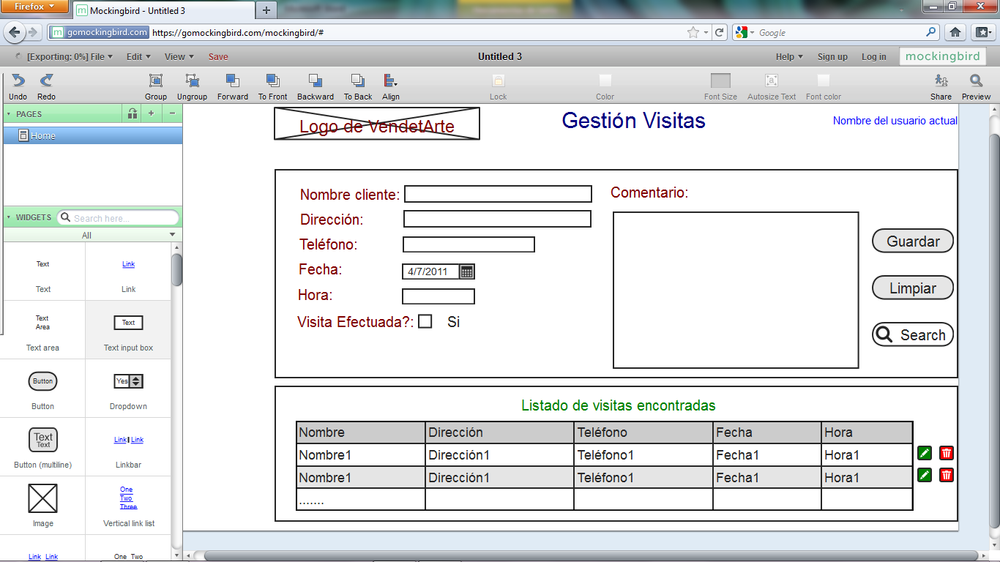 Firefox
Mockingbird - Untitled 3
gomockingbird.com https://gomockingbird.com/mockingbird/#
Google
[Exporting: 0%] File Edit View Save
Untitled 3
Help Sign up Log in mockingbird
Undo Redo Group Ungroup Forward To Front Backward To Back Align Lock Color Font Size Autosize Text Font color Share Preview
PAGES
Home
WIDGETS Search here...
All
Text
Text
Link
Link
Text
Area
Text area
Text
Text input box
Button
Button
Yes
Dropdown
Text
Text
Button (multiline)
Link Link
Linkbar
Image
One
Two
Three
Vertical link list
Link Link
One Two
Logo de VendetArte
Gestión Visitas
Nombre del usuario actual
Nombre cliente:
Dirección:
Teléfono:
Fecha: 4/7/2011
Hora:
Visita Efectuada?: Si
Comentario:
Guardar
Limpiar
Search
Listado de visitas encontradas
Nombre Dirección Teléfono Fecha Hora
Nombre1 Dirección1 Teléfono1 Fecha1 Hora1
Nombre1 Dirección1 Teléfono1 Fecha1 Hora1
.......